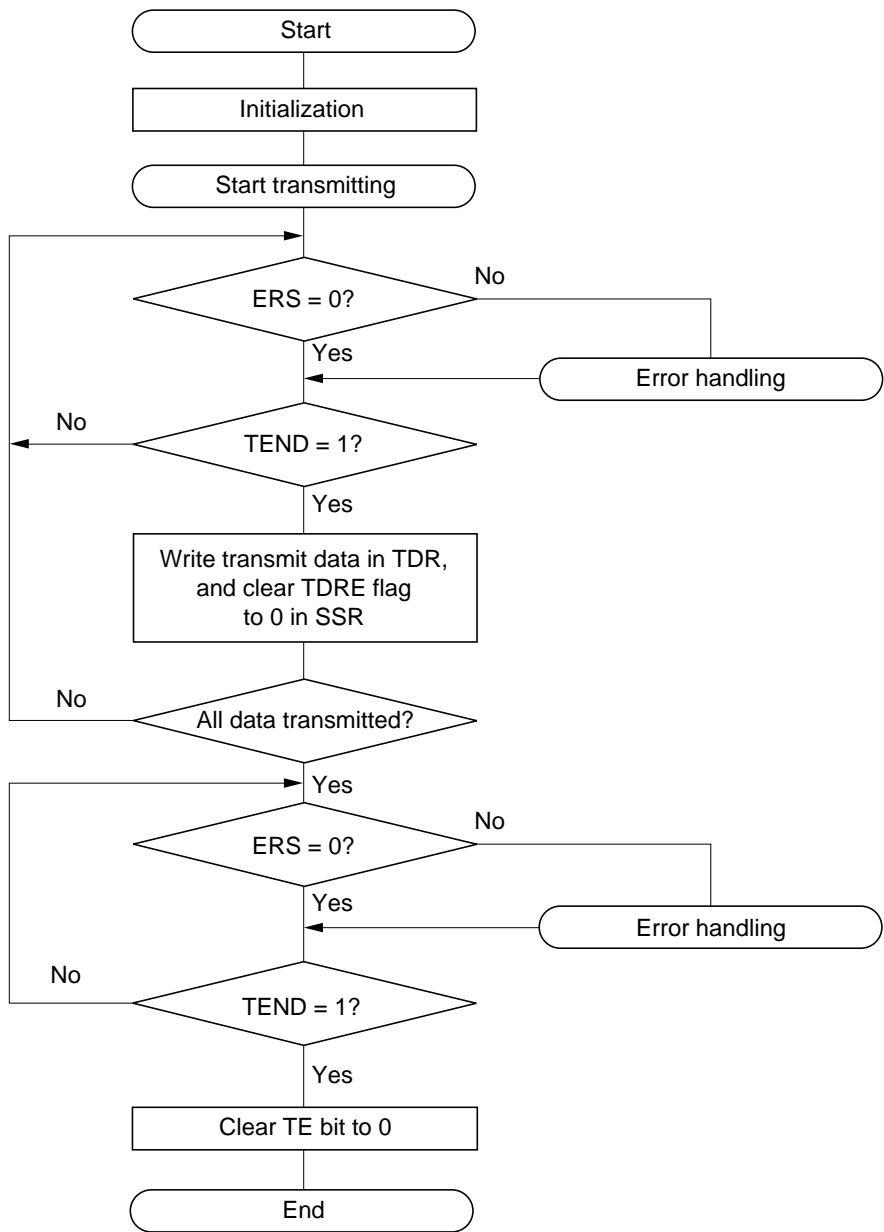 Start
Initialization
Start transmitting
ERS = 0?
No
Yes
Error handling
TEND = 1?
No
Yes
Write transmit data in TDR,
and clear TDRE flag
to 0 in SSR
All data transmitted?
No
Yes
ERS = 0?
No
Yes
Error handling
TEND = 1?
No
Yes
Clear TE bit to 0
End